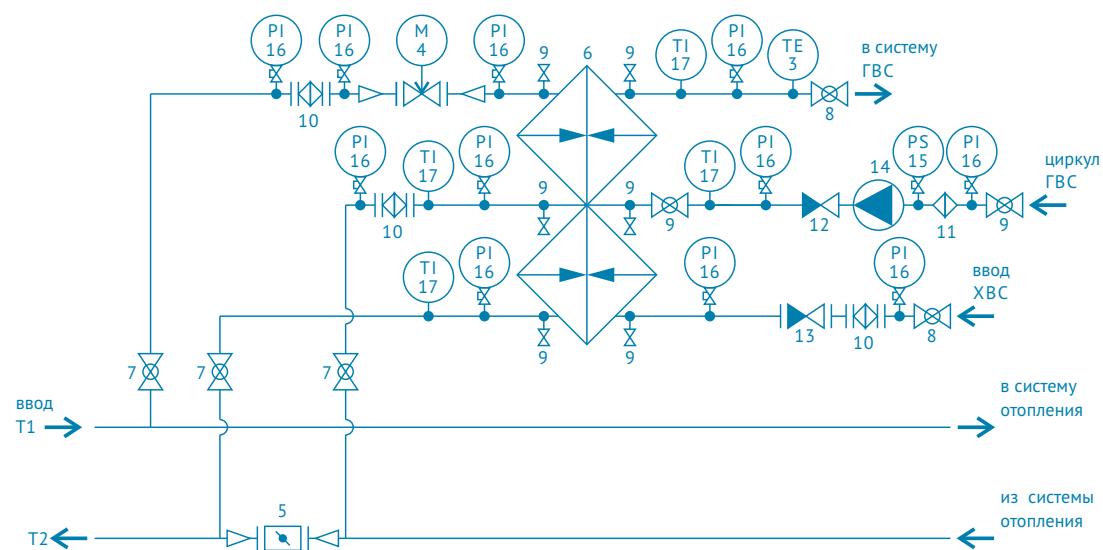 PI PI M PI PI TI TE
16 16 4 16 9 6 9 17 16 3
в систему
ГВС
10 8
PI TI PI TI PI PS PI
16 17 16 17 16 14 15 16
циркул
ГВС
10 9 9 9 12 11 9
TI PI PI PI
17 16 16 16
ввод
ХВС
9 9 13 10 8
7 7 7
ввод
Т1
в систему
отопления
5
Т2
из системы
отопления